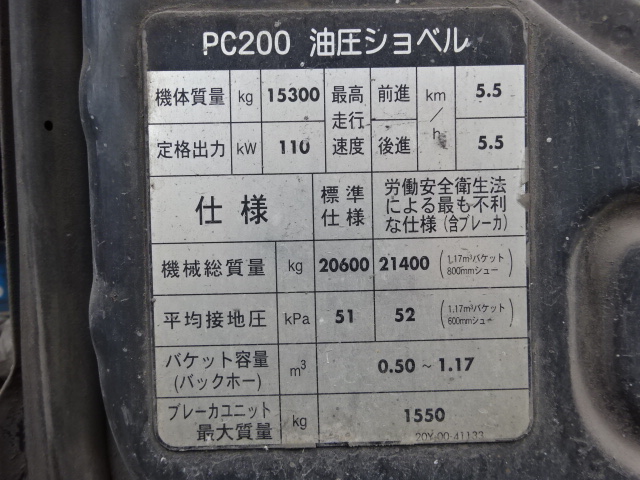 PC200 油圧ショベル
機体質量 kg 15300 最高走行速度 前進 km/h 5.5
定格出力 kW 110 後進 5.5
仕様 標準仕様 労働安全衛生法による最も不利な仕様(含ブレーカ)
機械総質量 kg 20600 21400 (1.17m³バケット 800mmシュー)
平均接地圧 kPa 51 52 (1.17m³バケット 600mmシュー)
バケット容量(バックホー) m³ 0.50~1.17
ブレーカユニット最大質量 kg 1550
20Y-00-41133